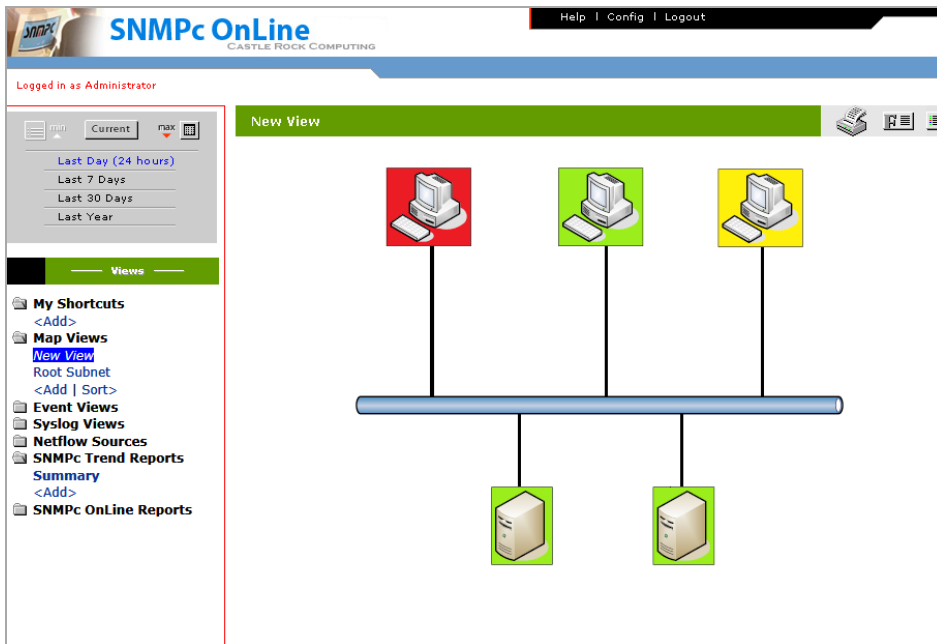 SNMPc
SNMPc OnLine
CASTLE ROCK COMPUTING
Help | Config | Logout
Logged in as Administrator
min
Current
max
Last Day (24 hours)
Last 7 Days
Last 30 Days
Last Year
Views
My Shortcuts
<Add>
Map Views
New View
Root Subnet
<Add | Sort>
Event Views
Syslog Views
Netflow Sources
SNMPc Trend Reports
Summary
<Add>
SNMPc OnLine Reports
New View